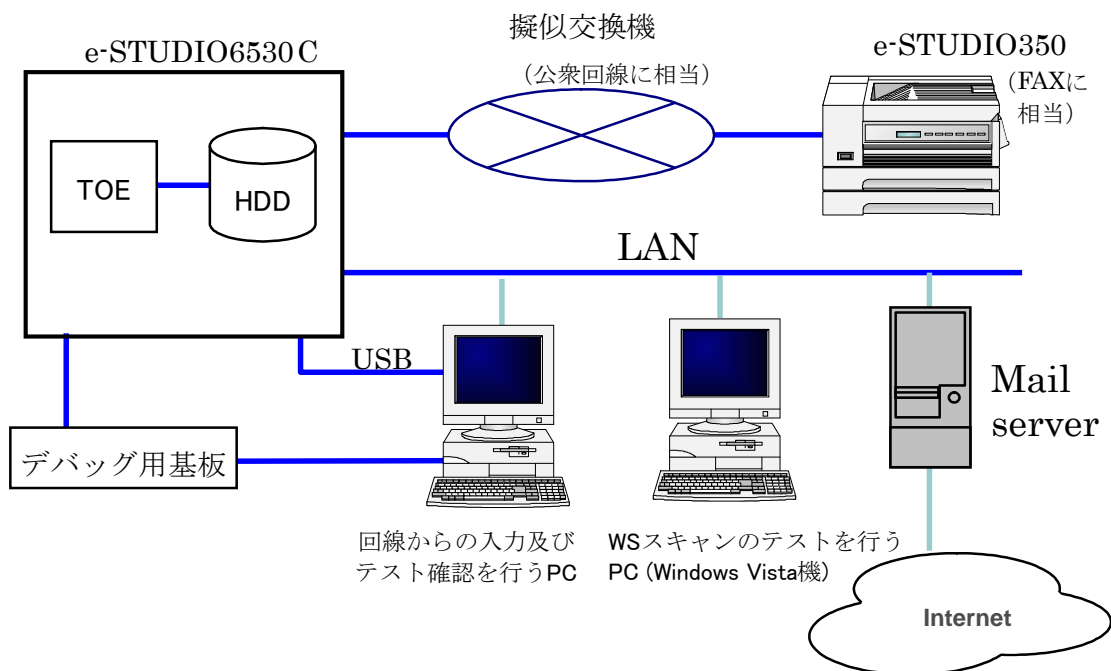 擬似交換機
(公衆回線に相当)
e-STUDIO6530 C
e-STUDIO350
(FAXに
相当)
TOE
HDD
LAN
USB
デバッグ用基板
Mail
server
回線からの入力及び
テスト確認を行うPC
WSスキャンのテストを行う
PC (Windows Vista機)
Internet